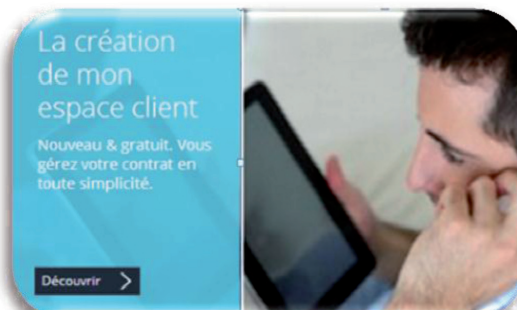 La création
de mon
espace client
Nouveau & gratuit. Vous
gérez votre contrat en
toute simplicité.
Découvrir